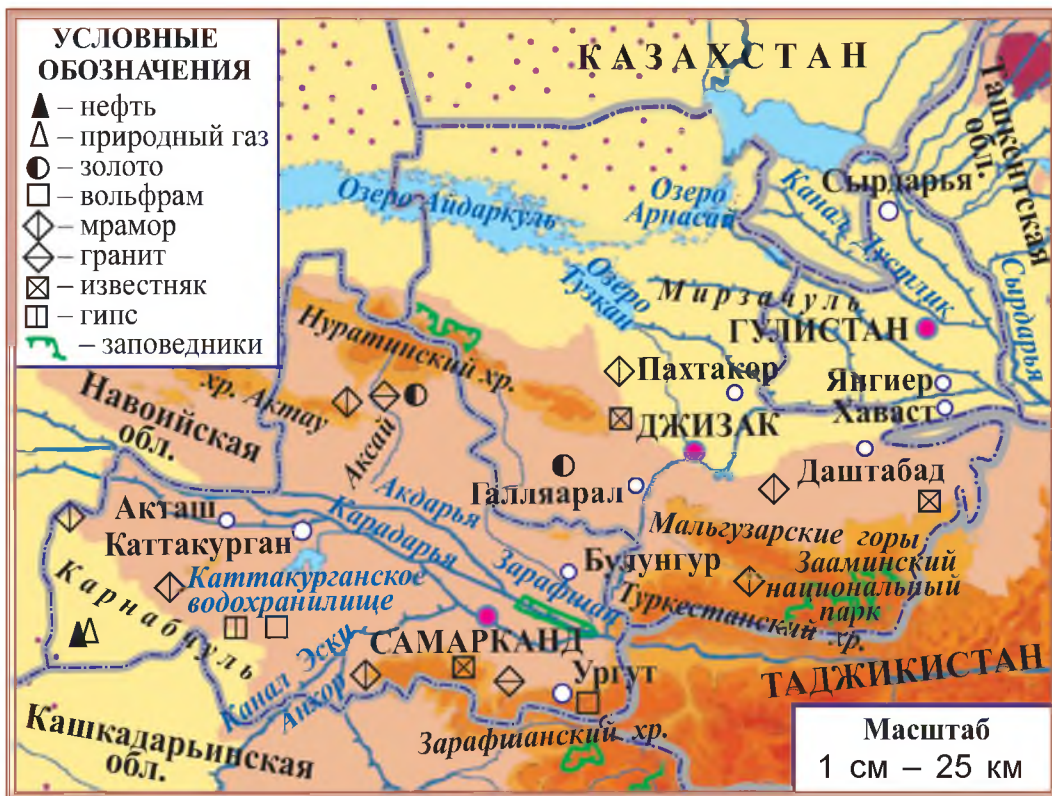 УСЛОВНЫЕ
ОБОЗНАЧЕНИЯ
– нефть
– природный газ
– золото
– вольфрам
– мрамор
– гранит
– известняк
– гипс
– заповедники
КАЗАХСТАН
Ташкентская
обл.
Сырдарья
Озеро Айдаркуль
Озеро
Арнасай
Канал Дустлик
Сырдарья
Озеро
Тузкан
Мирзачуль
ГУЛИСТАН
Нуратинский хр.
Пахтакор
Янгиер
Хаваст
хр. Актау
Навоийская
обл.
ДЖИЗАК
Аксай
Даштабад
Галляарал
Акдарья
Акташ
Карадарья
Каттакурган
Мальгузарские горы
Булунгур
Зарафшан
Зааминский
национальный
парк
Каттакурганское
водохранилище
Карнабчуль
Туркестанский хр.
САМАРКАНД
ТАДЖИКИСТАН
Ургут
Канал Эски
Анхор
Кашкадарьинская
обл.
Зарафшанский хр.
Масштаб
1 см – 25 км